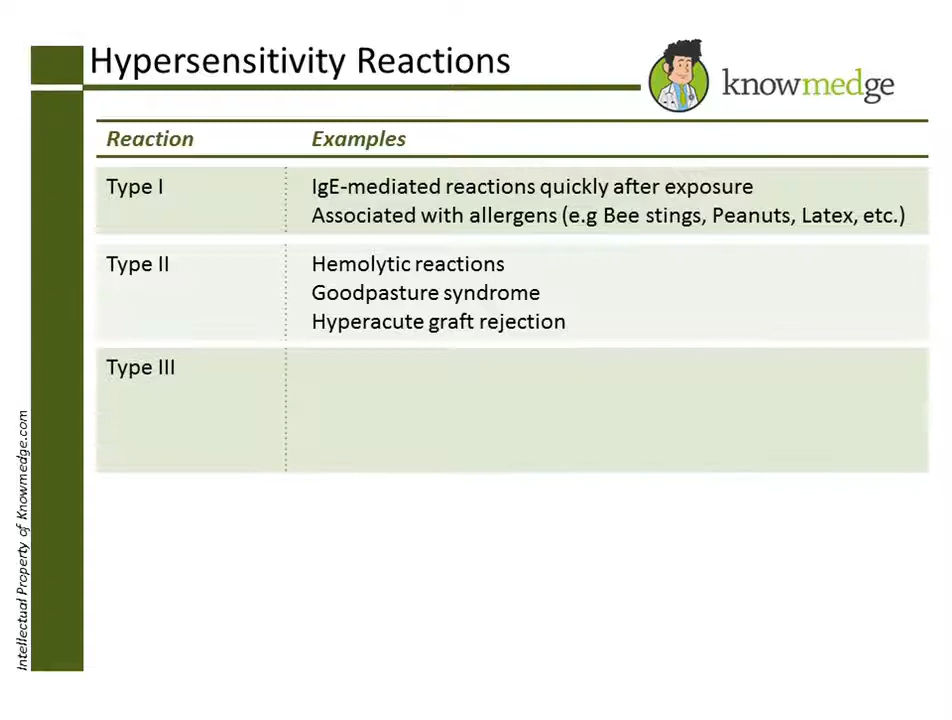 Hypersensitivity Reactions
knowmedge
Reaction Examples
Type I IgE-mediated reactions quickly after exposure
Associated with allergens (e.g Bee stings, Peanuts, Latex, etc.)
Type II Hemolytic reactions
Goodpasture syndrome
Hyperacute graft rejection
Type III
Intellectual Property of Knowmedge.com